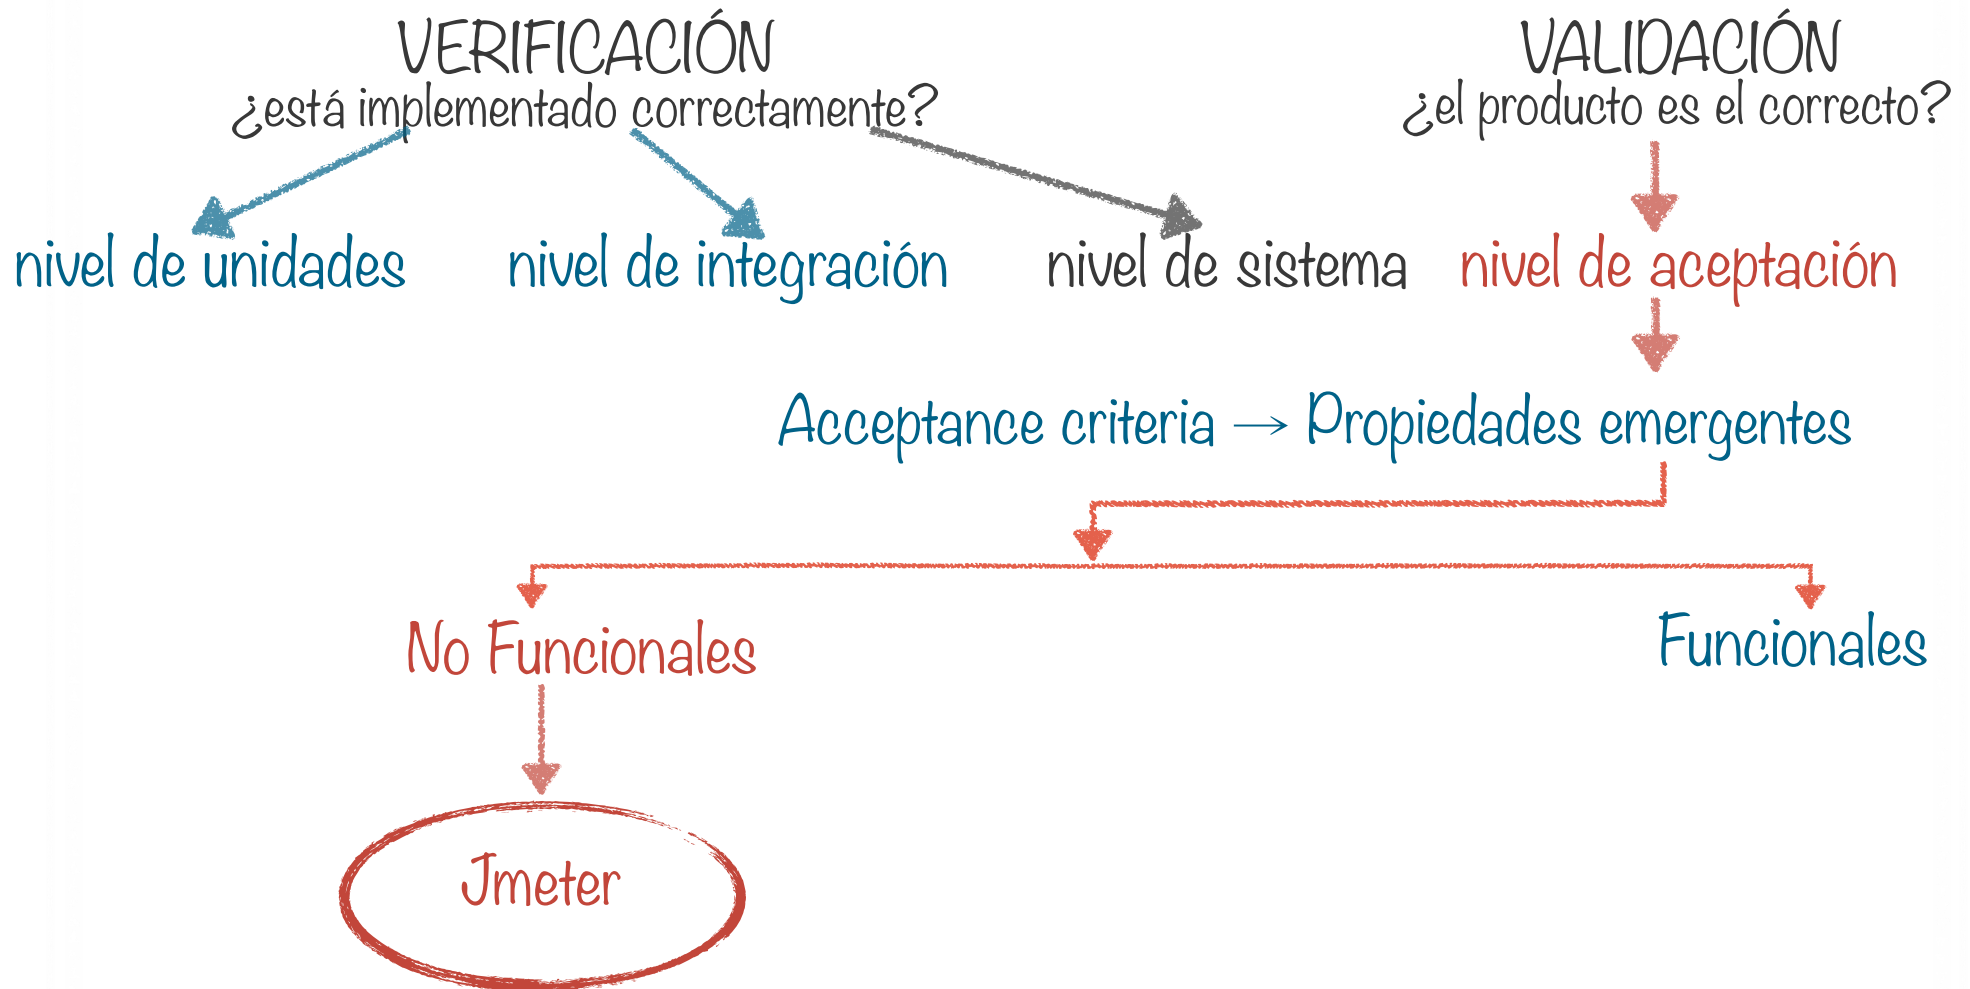 VERIFICACIÓN
¿está implementado correctamente?
VALIDACIÓN
¿el producto es el correcto?
nivel de unidades
nivel de integración
nivel de sistema
nivel de aceptación
Acceptance criteria → Propiedades emergentes
No Funcionales
Funcionales
Jmeter